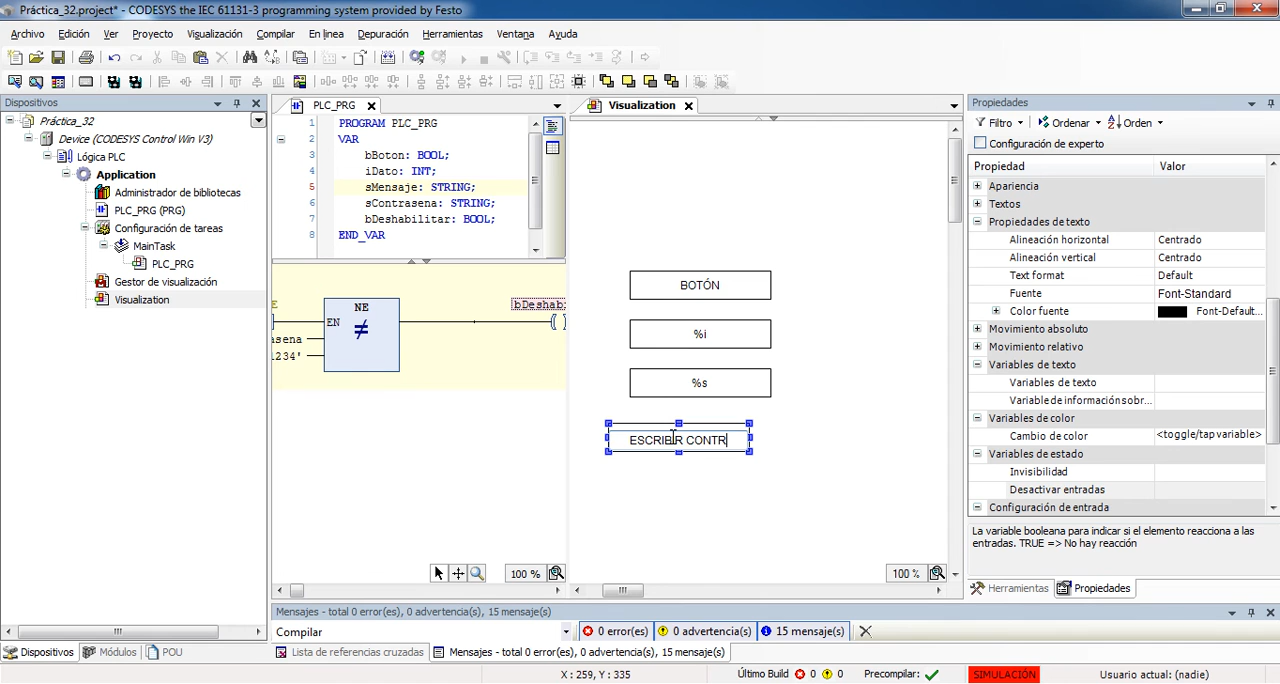 Práctica_32.project* - CODESYS the IEC 61131-3 programming system provided by Festo
Archivo Edición Ver Proyecto Visualización Compilar En línea Depuración Herramientas Ventana Ayuda
Dispositivos
Práctica_32
Device (CODESYS Control Win V3)
Lógica PLC
Application
Administrador de bibliotecas
PLC_PRG (PRG)
Configuración de tareas
MainTask
PLC_PRG
Gestor de visualización
Visualization
Dispositivos Módulos POU
PLC_PRG
1 PROGRAM PLC_PRG
2 VAR
3 bBoton: BOOL;
4 iDato: INT;
5 sMensaje: STRING;
6 sContrasena: STRING;
7 bDeshabilitar: BOOL;
8 END_VAR
NE
EN ≠
bDeshabi
asena
1234'
100 %
Visualization
BOTÓN
%i
%s
ESCRIBIR CONTR
100 %
Propiedades
Filtro Ordenar Orden
Configuración de experto
Propiedad Valor
Apariencia
Textos
Propiedades de texto
Alineación horizontal Centrado
Alineación vertical Centrado
Text format Default
Fuente Font-Standard
Color fuente Font-Default...
Movimiento absoluto
Movimiento relativo
Variables de texto
Variables de texto
Variable de información sobr...
Variables de color
Cambio de color <toggle/tap variable>
Variables de estado
Invisibilidad
Desactivar entradas
Configuración de entrada
La variable booleana para indicar si el elemento reacciona a las
entradas. TRUE => No hay reacción
Herramientas Propiedades
Mensajes - total 0 error(es), 0 advertencia(s), 15 mensaje(s)
Compilar 0 error(es) 0 advertencia(s) 15 mensaje(s)
Lista de referencias cruzadas Mensajes - total 0 error(es), 0 advertencia(s), 15 mensaje(s)
X : 259, Y : 335 Último Build 0 0 Precompilar: SIMULACIÓN Usuario actual: (nadie)